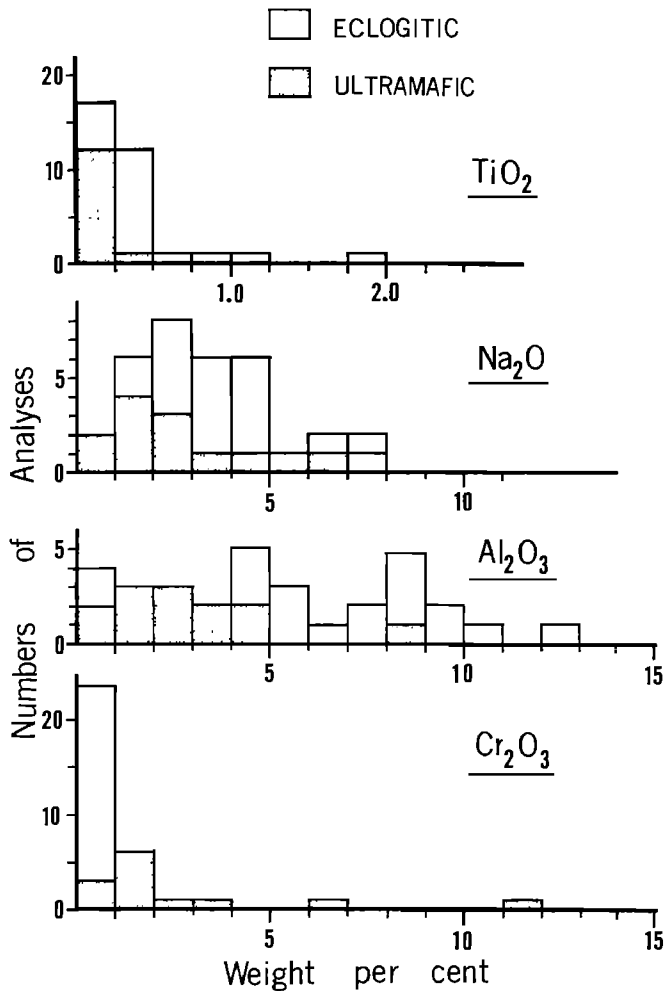 ECLOGITIC
ULTRAMAFIC
20
10
0
TiO₂
1.0 2.0
5
0
Na₂O
5 10
5
0
Al₂O₃
5 10 15
20
10
0
Cr₂O₃
5 10 15
Numbers of Analyses
Weight per cent